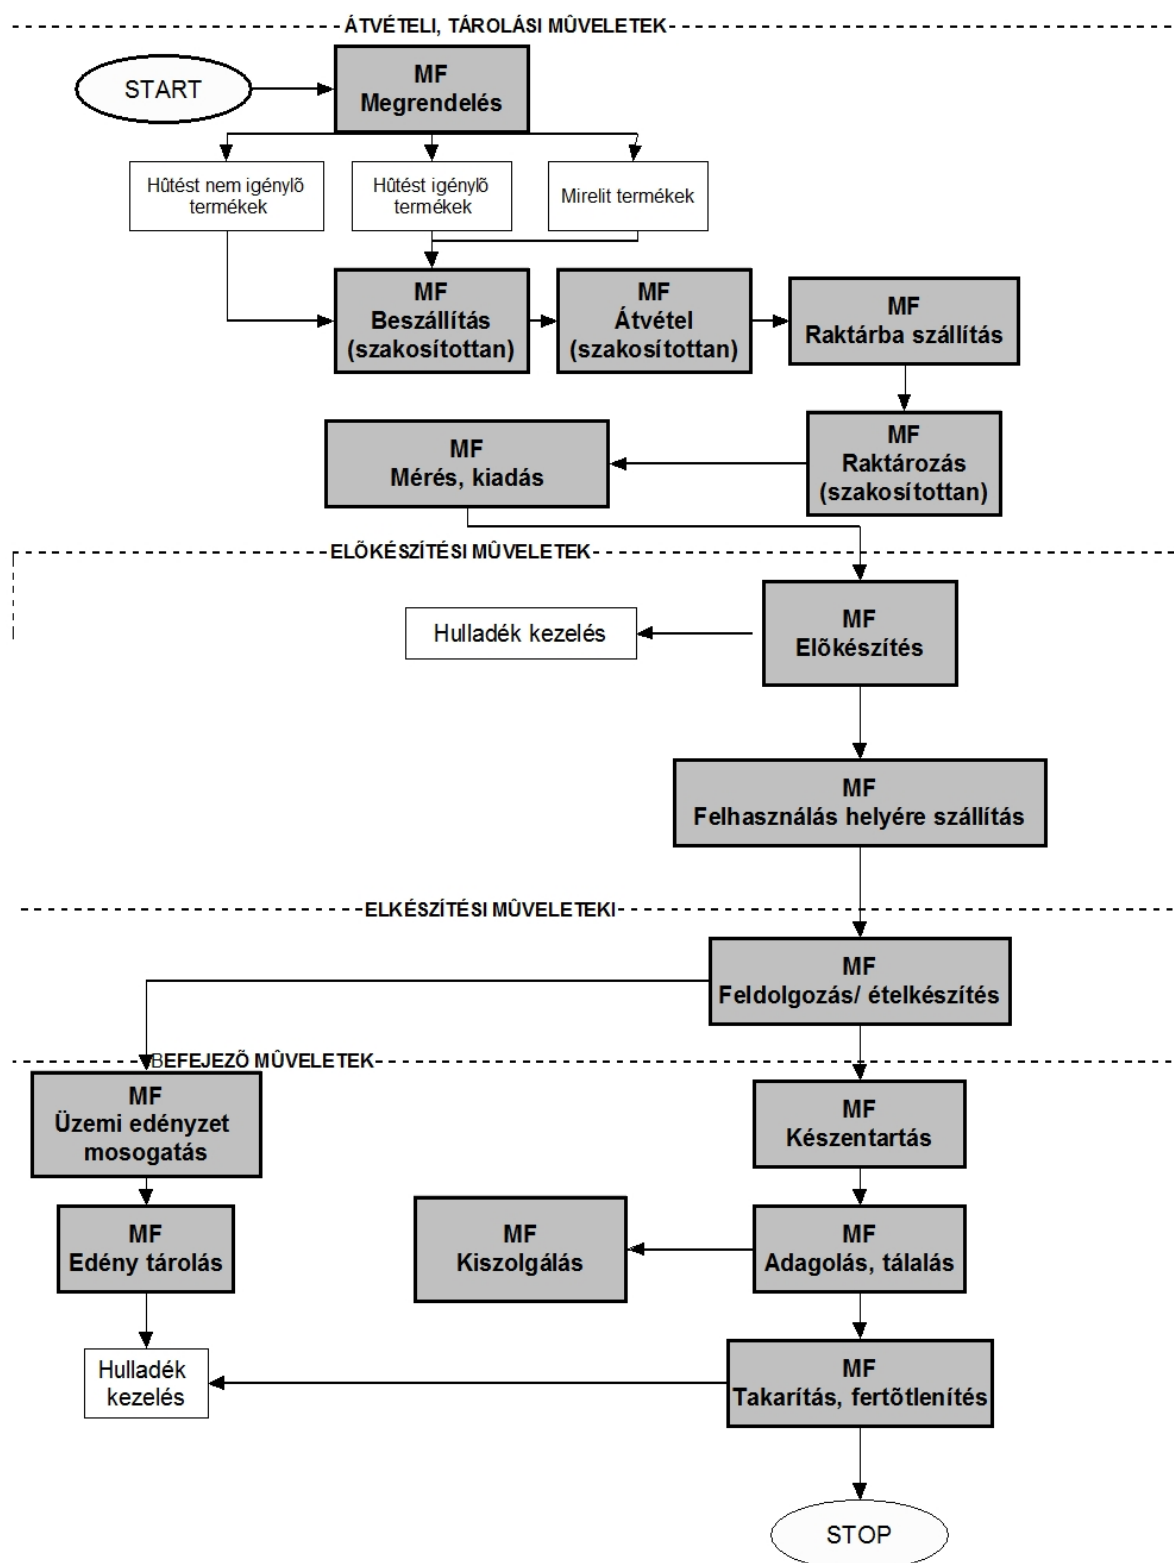 ÁTVÉTELI, TÁROLÁSI MÛVELETEK
START
MF
Megrendelés
Hûtést nem igénylõ
termékek
Hûtést igénylõ
termékek
Mirelit termékek
MF
Beszállítás
(szakosítottan)
MF
Átvétel
(szakosítottan)
MF
Raktárba szállítás
MF
Mérés, kiadás
MF
Raktározás
(szakosítottan)
ELÕKÉSZÍTÉSI MÛVELETEK
Hulladék kezelés
MF
Elõkészítés
MF
Felhasználás helyére szállítás
ELKÉSZÍTÉSI MÛVELETEKI
MF
Feldolgozás/ ételkészítés
BEFEJEZÕ MÛVELETEK
MF
Üzemi edényzet
mosogatás
MF
Készentartás
MF
Edény tárolás
MF
Kiszolgálás
MF
Adagolás, tálalás
Hulladék
kezelés
MF
Takarítás, fertõtlenítés
STOP